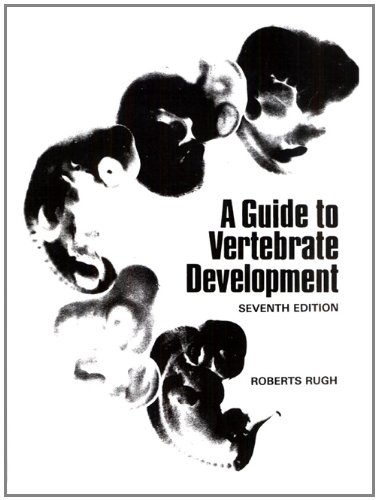 A Guide to
Vertebrate
Development
SEVENTH EDITION
ROBERTS RUGH